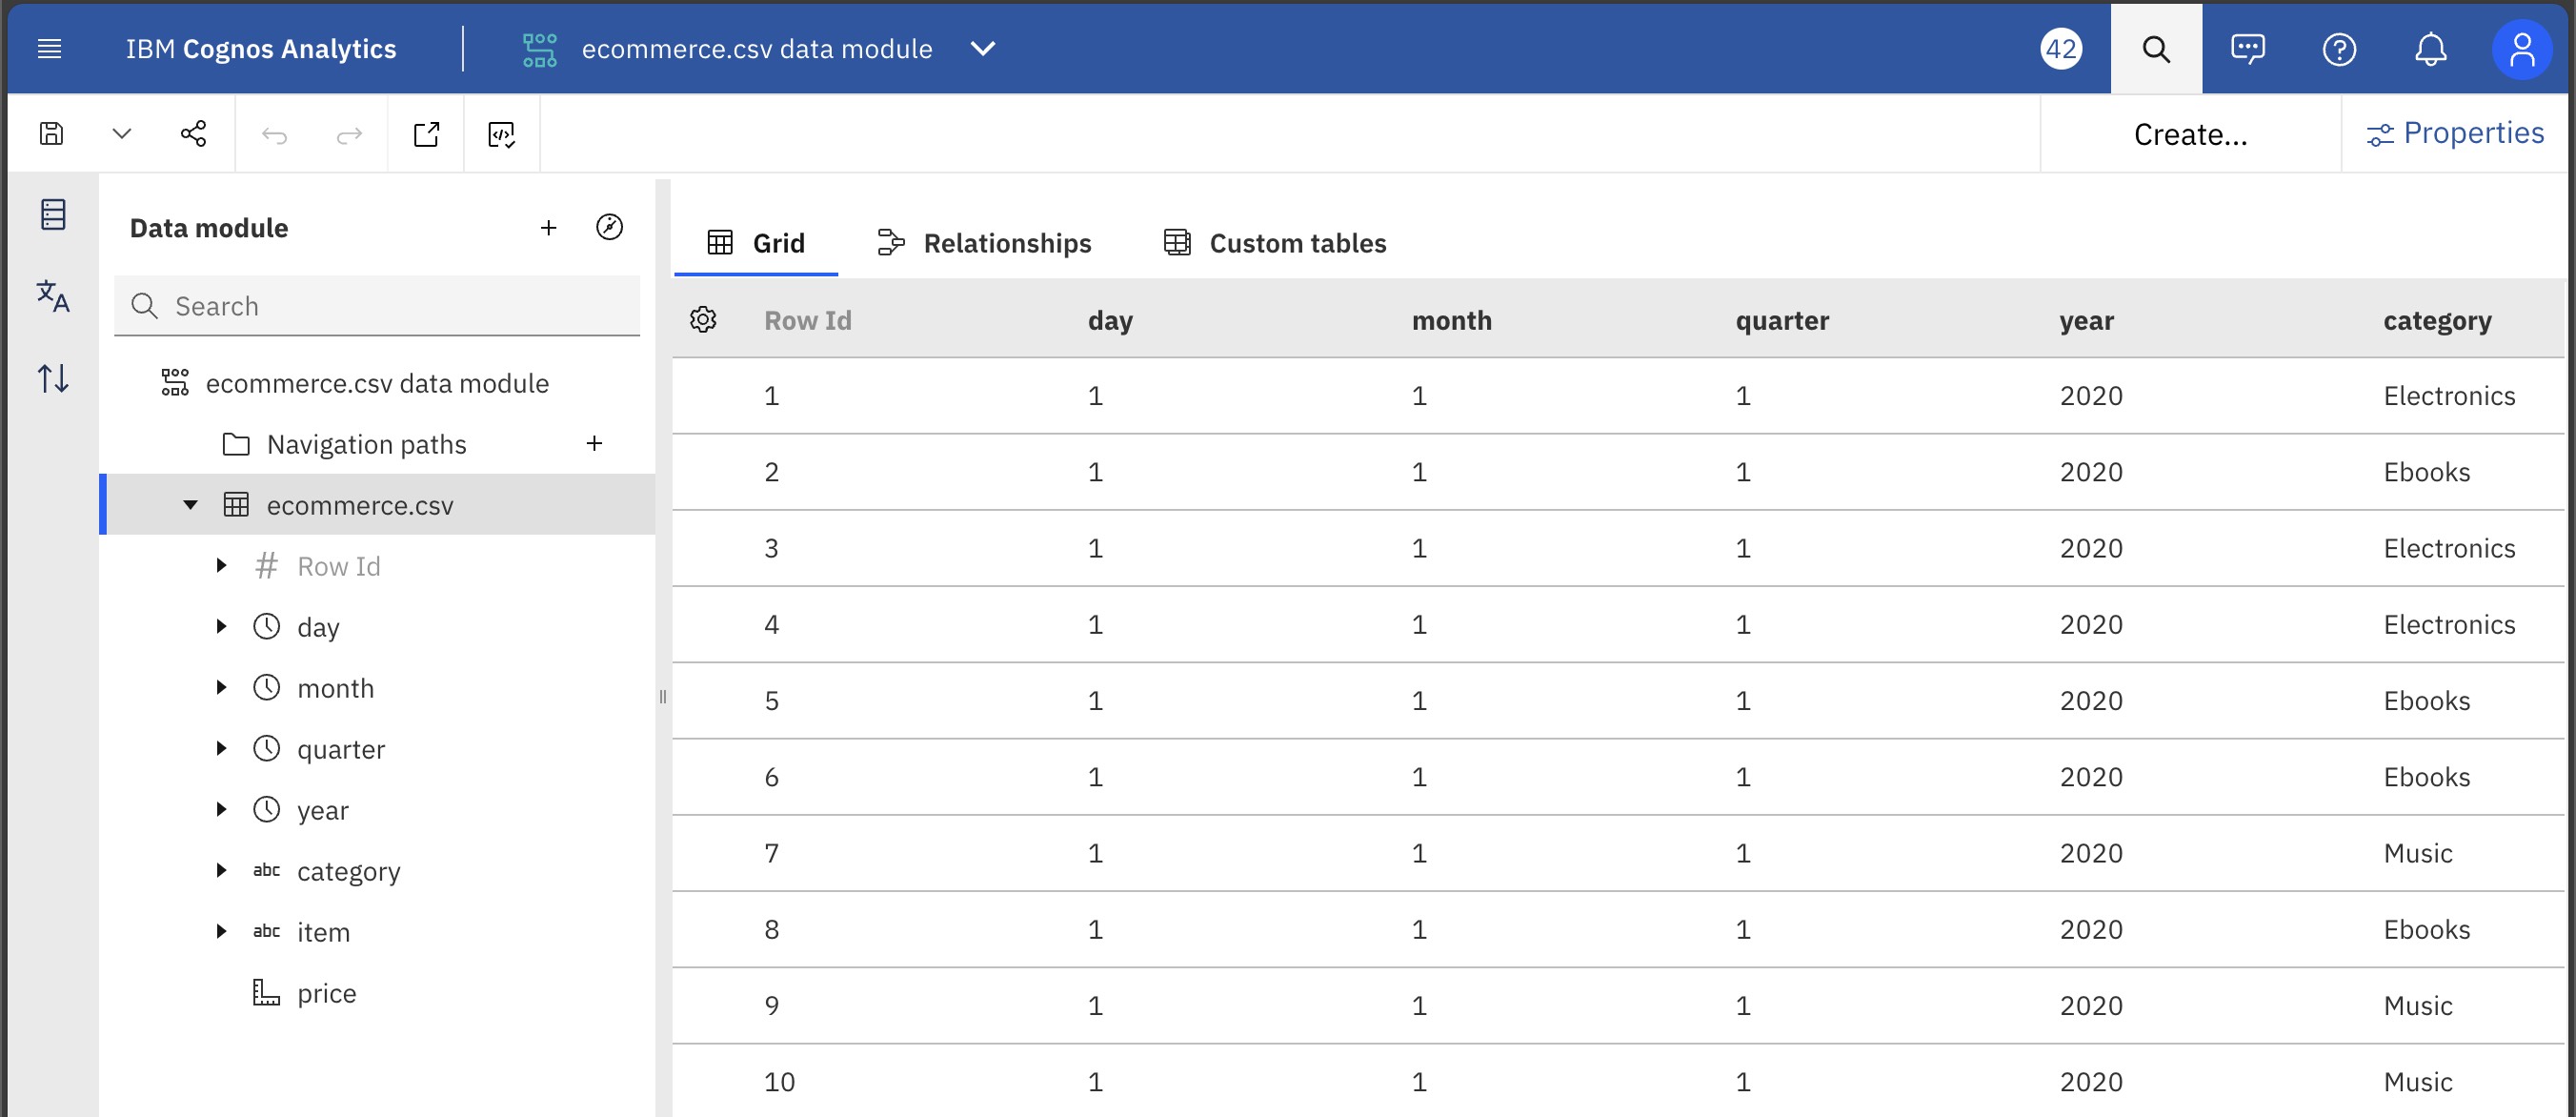 IBM Cognos Analytics ecommerce.csv data module 42
Create... Properties
Data module
Search
ecommerce.csv data module
Navigation paths
ecommerce.csv
# Row Id
day
month
quarter
year
abc category
abc item
price
Grid Relationships Custom tables
Row Id day month quarter year category
1 1 1 1 2020 Electronics
2 1 1 1 2020 Ebooks
3 1 1 1 2020 Electronics
4 1 1 1 2020 Electronics
5 1 1 1 2020 Ebooks
6 1 1 1 2020 Ebooks
7 1 1 1 2020 Music
8 1 1 1 2020 Ebooks
9 1 1 1 2020 Music
10 1 1 1 2020 Music